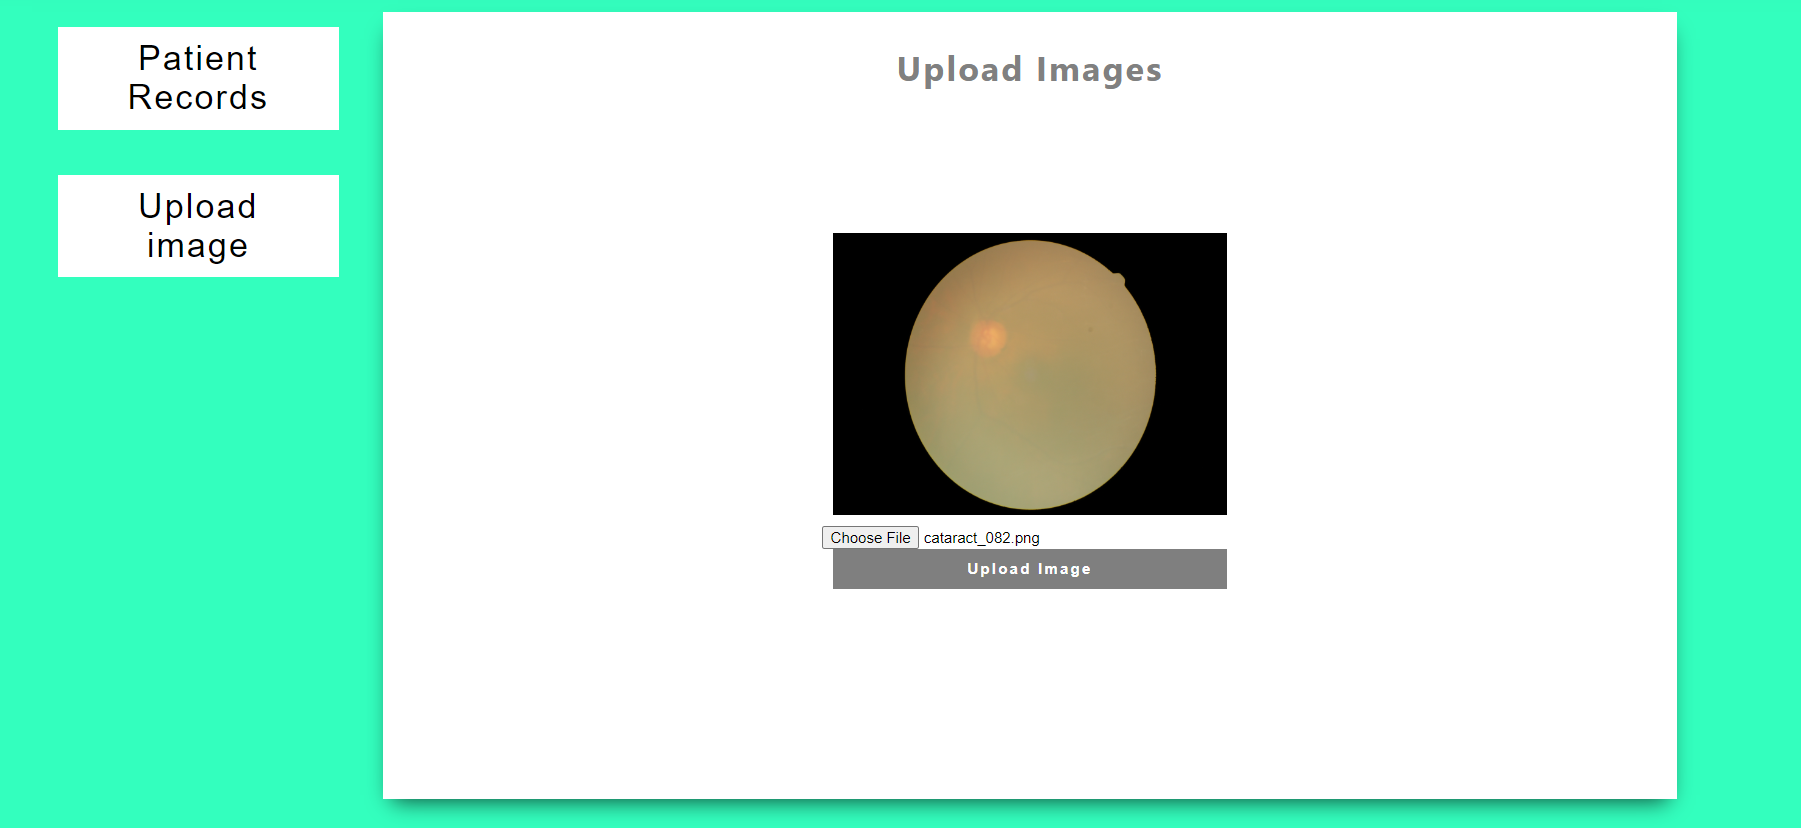 Patient
Records
Upload
image
Upload Images
Choose File cataract_082.png
Upload Image